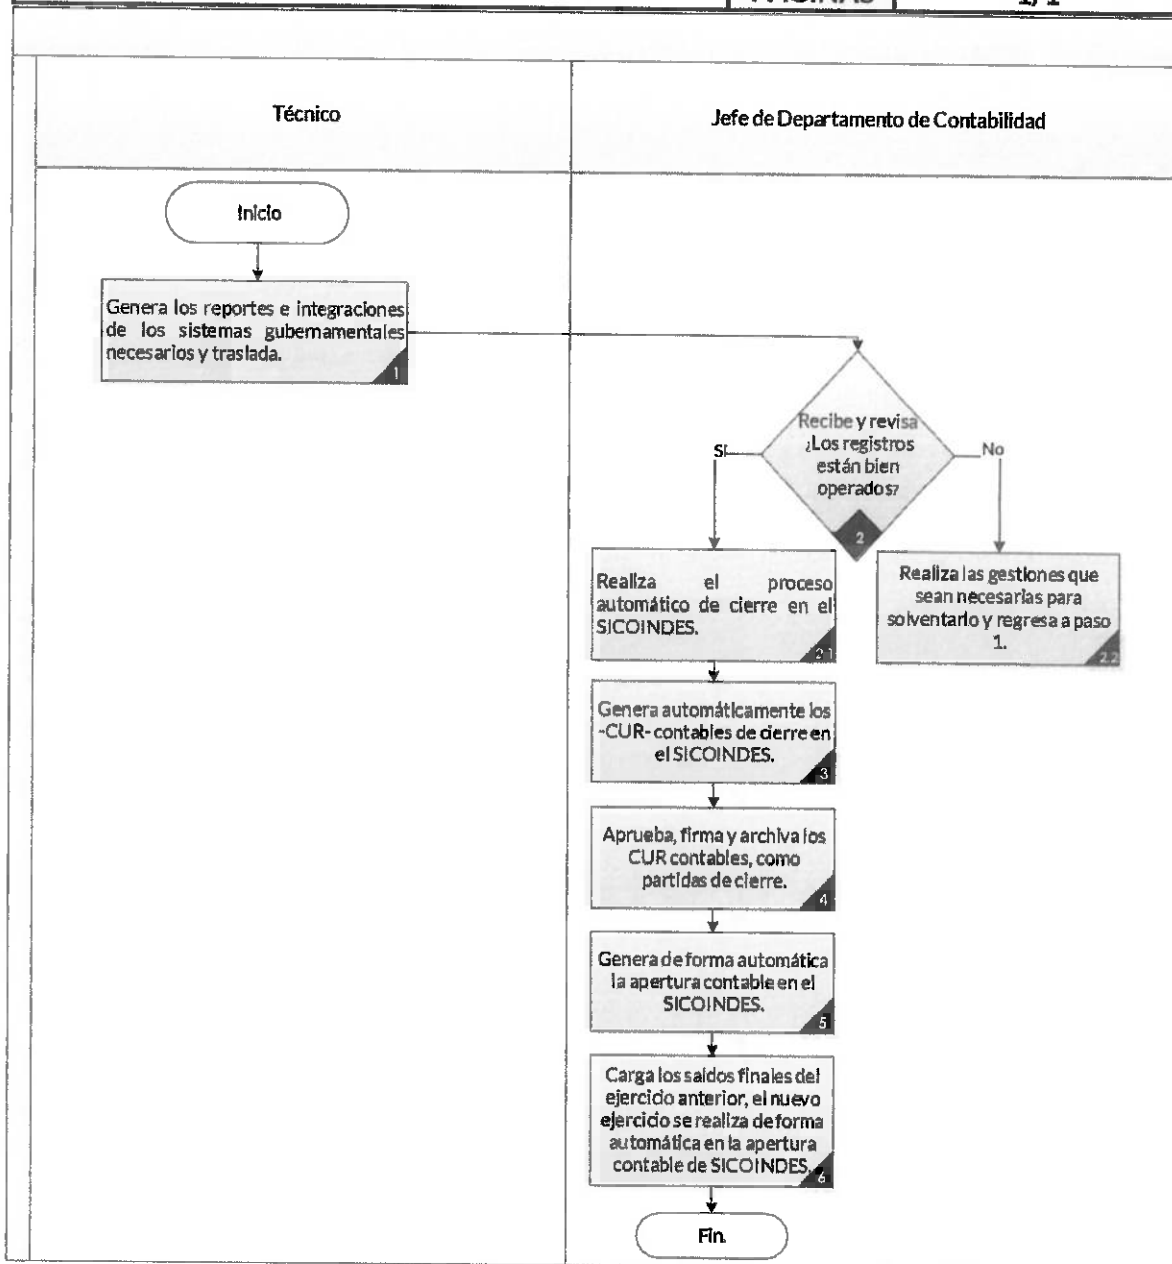 PÁGINAS
1/1
Técnico
Jefe de Departamento de Contabilidad
Inicio
Genera los reportes e integraciones
de los sistemas gubernamentales
necesarios y traslada.
1
Recibe y revisa
¿Los registros
están bien
operados?
2
Sí
No
Realiza el proceso
automático de cierre en el
SICOINDES.
2.1
Realiza las gestiones que
sean necesarias para
solventarlo y regresa a paso
1.
2.2
Genera automáticamente los
-CUR- contables de cierre en
el SICOINDES.
3
Aprueba, firma y archiva los
CUR contables, como
partidas de cierre.
4
Genera de forma automática
la apertura contable en el
SICOINDES.
5
Carga los saldos finales del
ejercicio anterior, el nuevo
ejercicio se realiza de forma
automática en la apertura
contable de SICOINDES.
6
Fin.